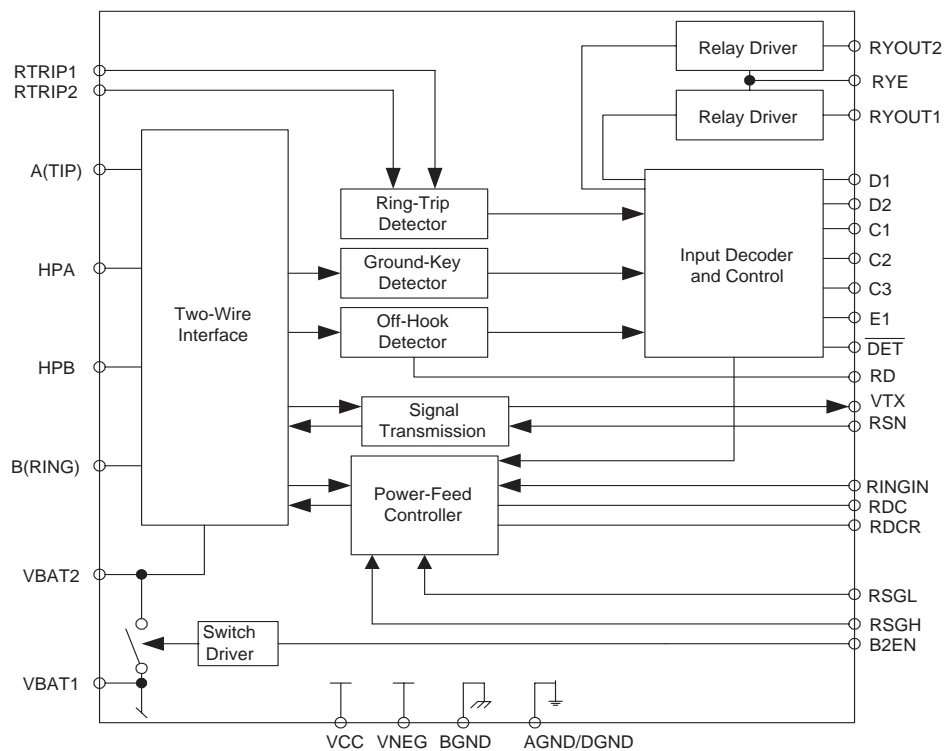 Relay Driver
RYOUT2
RTRIP1
RYE
RTRIP2
Relay Driver
RYOUT1
A(TIP)
D1
Ring-Trip
Detector
D2
Input Decoder
and Control
C1
HPA
Ground-Key
Detector
C2
C3
Two-Wire
Interface
Off-Hook
Detector
E1
DET
HPB
RD
Signal
Transmission
VTX
RSN
B(RING)
Power-Feed
Controller
RINGIN
RDC
RDCR
VBAT2
RSGL
RSGH
Switch
Driver
B2EN
VBAT1
VCC
VNEG
BGND
AGND/DGND